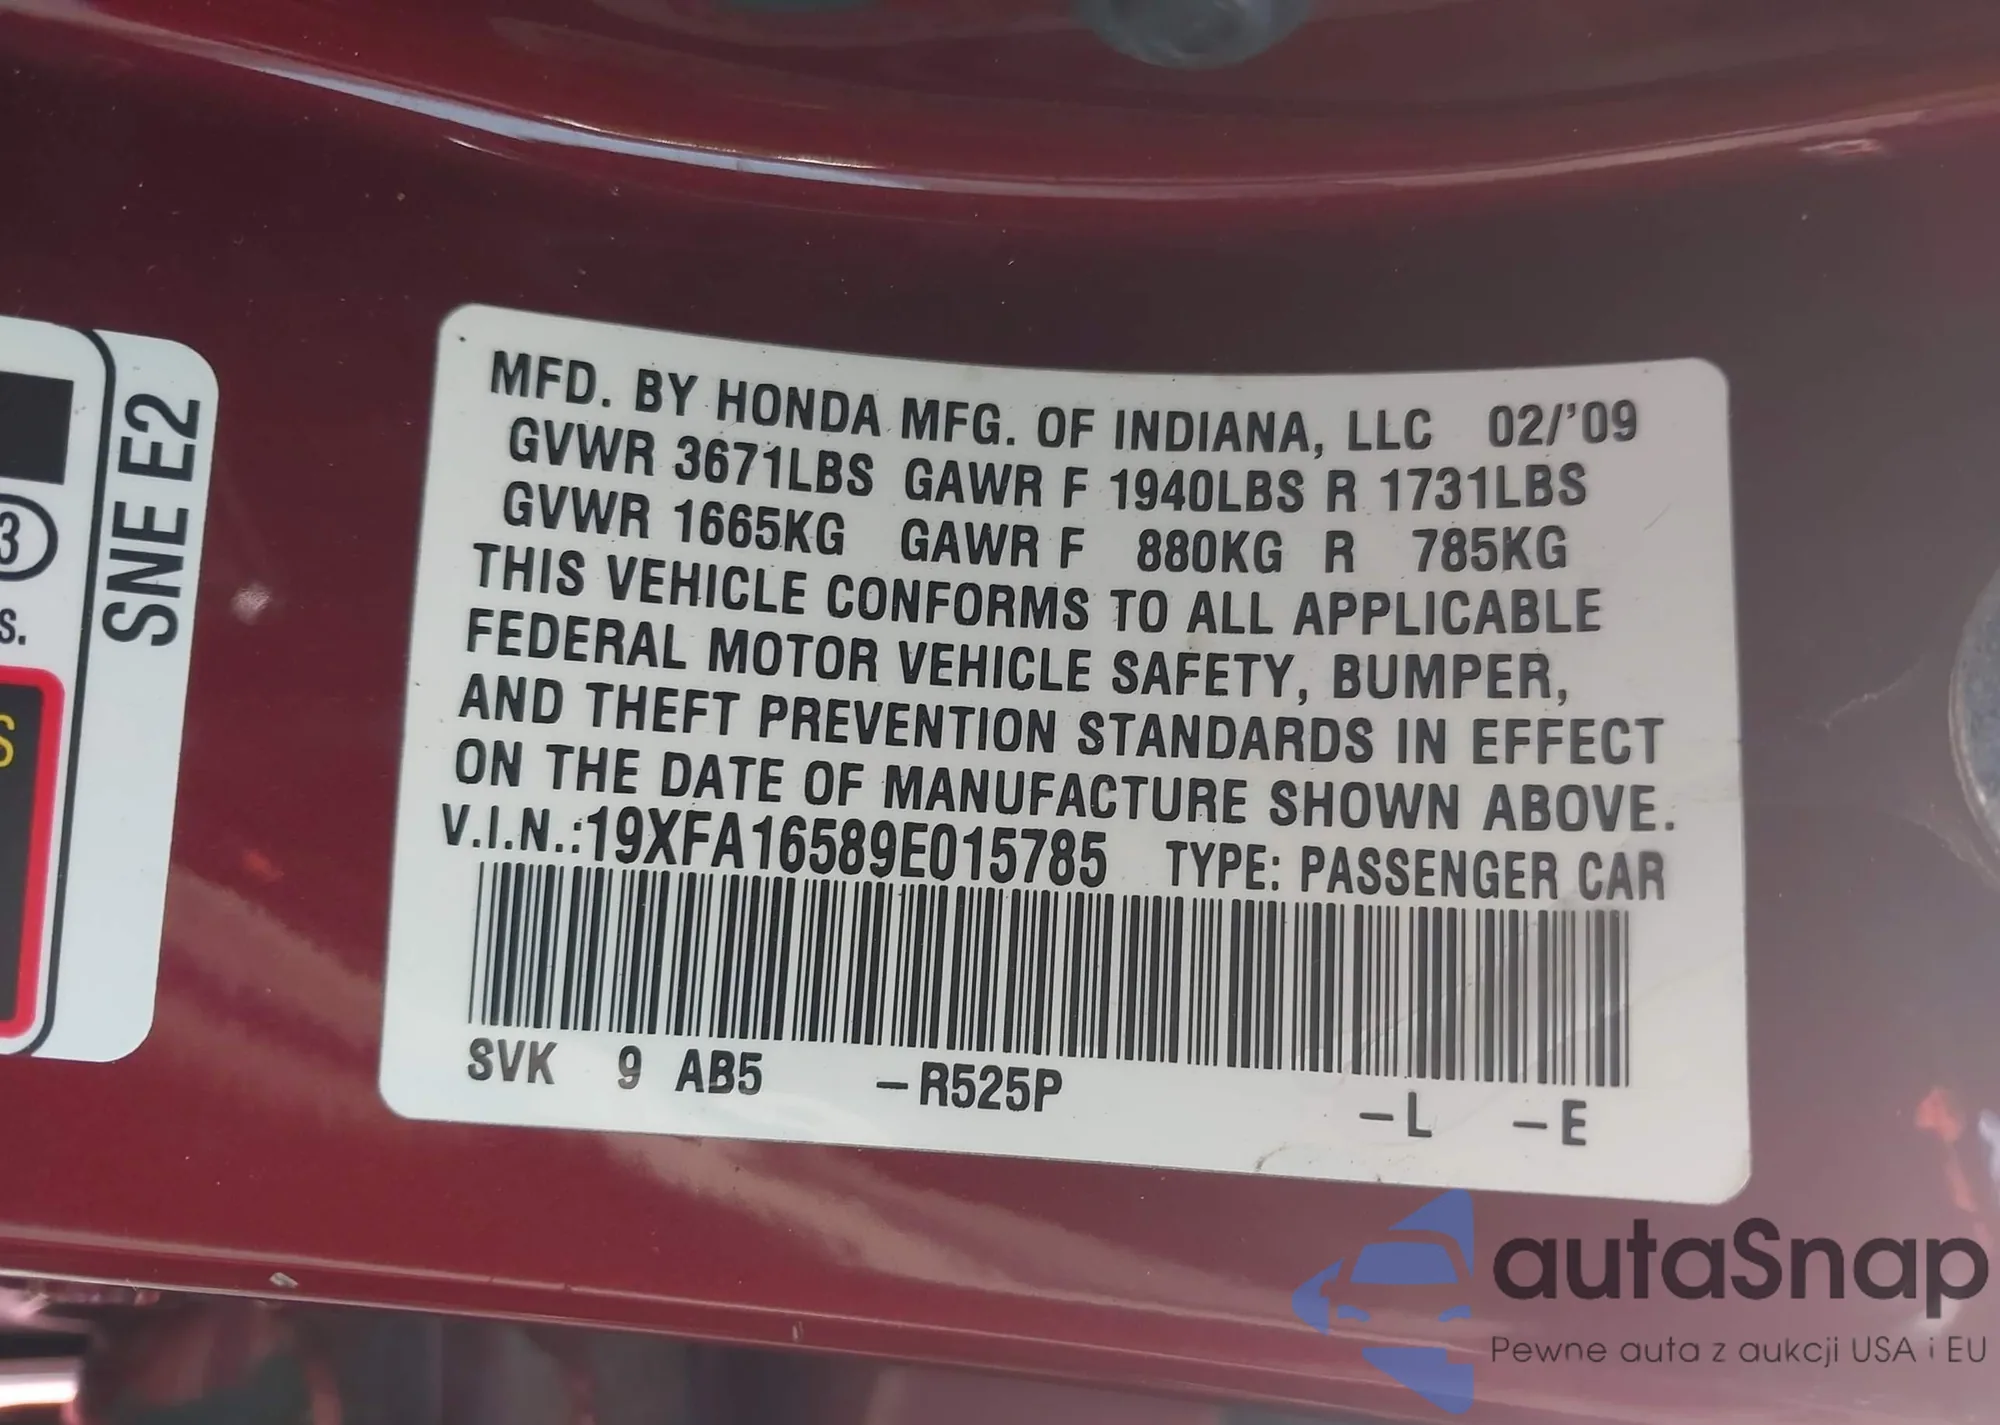 SNE E2
3
S.
S
MFD. BY HONDA MFG. OF INDIANA, LLC 02/'09
GVWR 3671LBS GAWR F 1940LBS R 1731LBS
GVWR 1665KG GAWR F 880KG R 785KG
THIS VEHICLE CONFORMS TO ALL APPLICABLE
FEDERAL MOTOR VEHICLE SAFETY, BUMPER,
AND THEFT PREVENTION STANDARDS IN EFFECT
ON THE DATE OF MANUFACTURE SHOWN ABOVE.
V.I.N.:19XFA16589E015785 TYPE: PASSENGER CAR
SVK 9 AB5 –R525P –L –E
autaSnap
Pewne auta z aukcji USA i EU